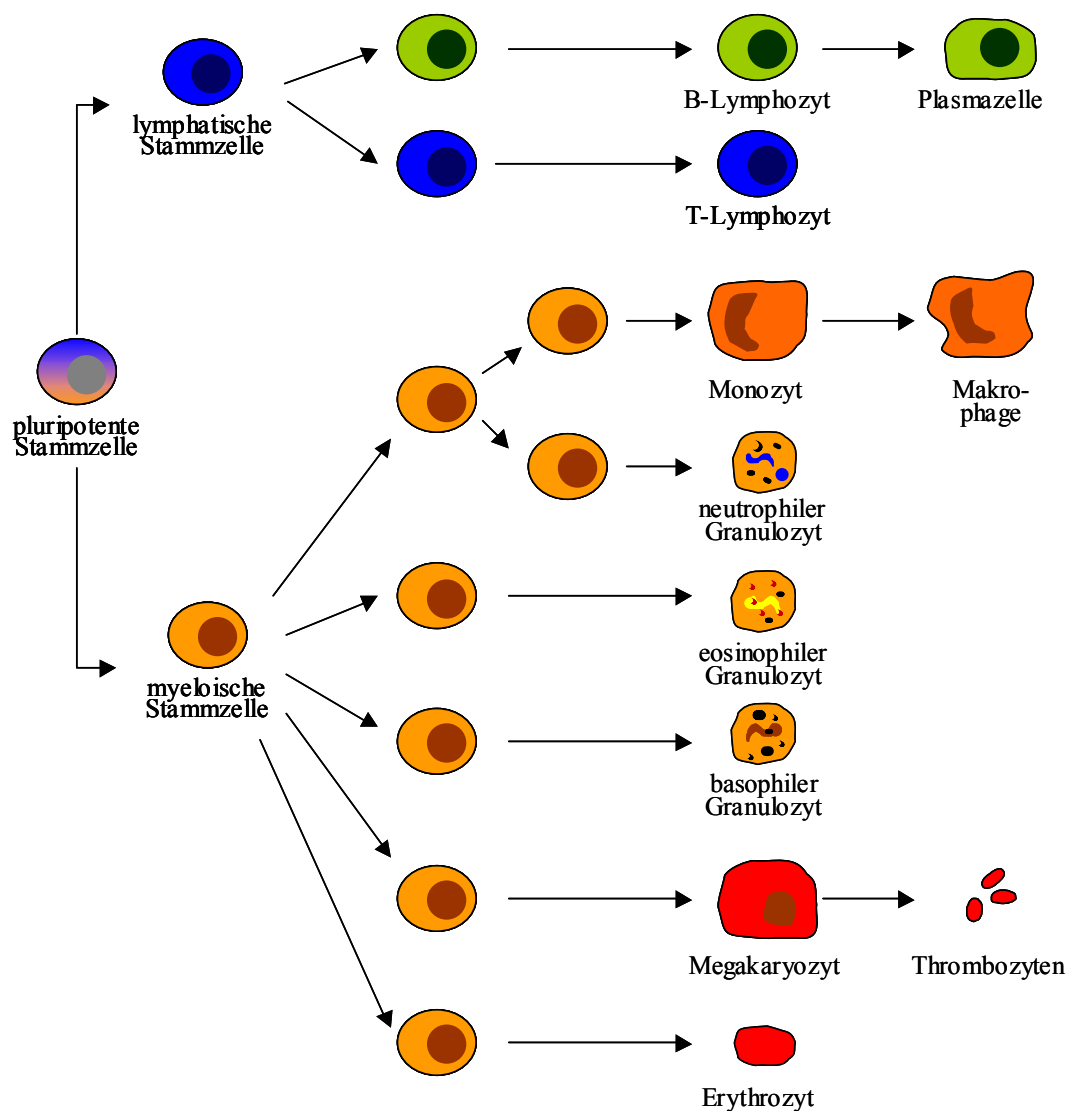 lymphatische
Stammzelle
B-Lymphozyt
Plasmazelle
T-Lymphozyt
pluripotente
Stammzelle
Monozyt
Makro-
phage
neutrophiler
Granulozyt
eosinophiler
Granulozyt
myeloische
Stammzelle
basophiler
Granulozyt
Megakaryozyt
Thrombozyten
Erythrozyt